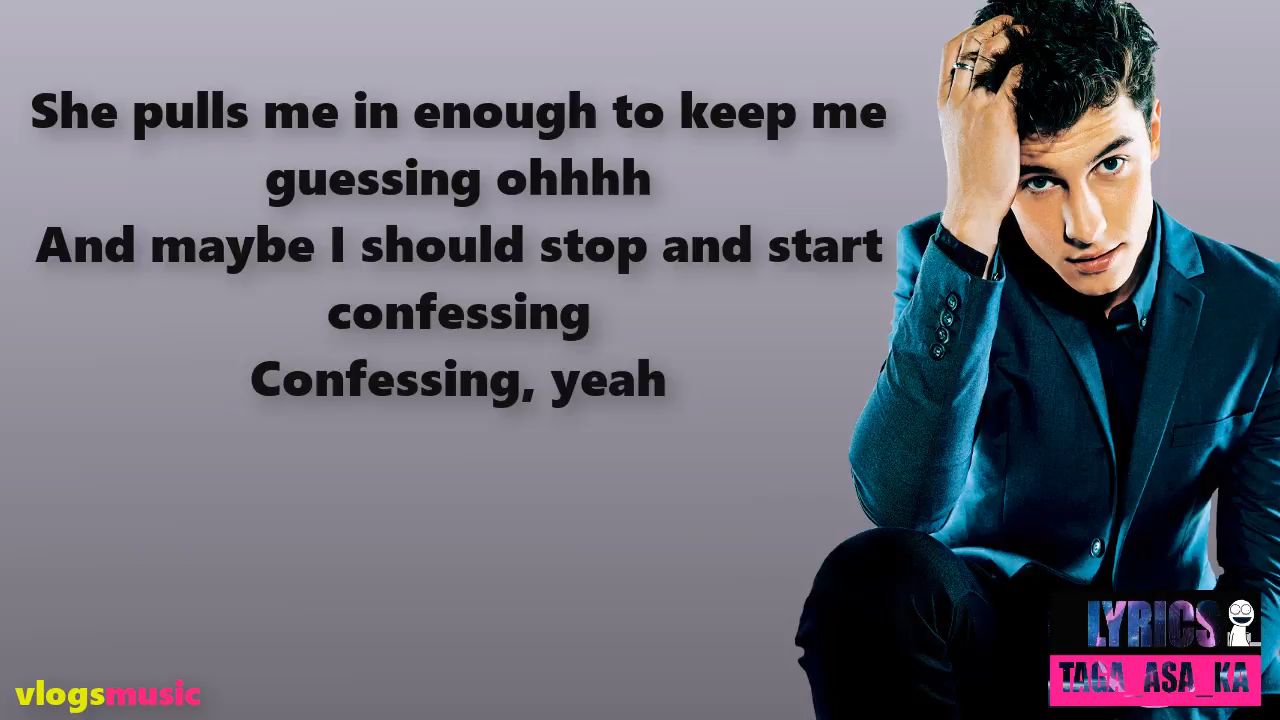 She pulls me in enough to keep me
guessing ohhhh
And maybe I should stop and start
confessing
Confessing, yeah
LYRICS
TAGA_ASA_KA
vlogsmusic